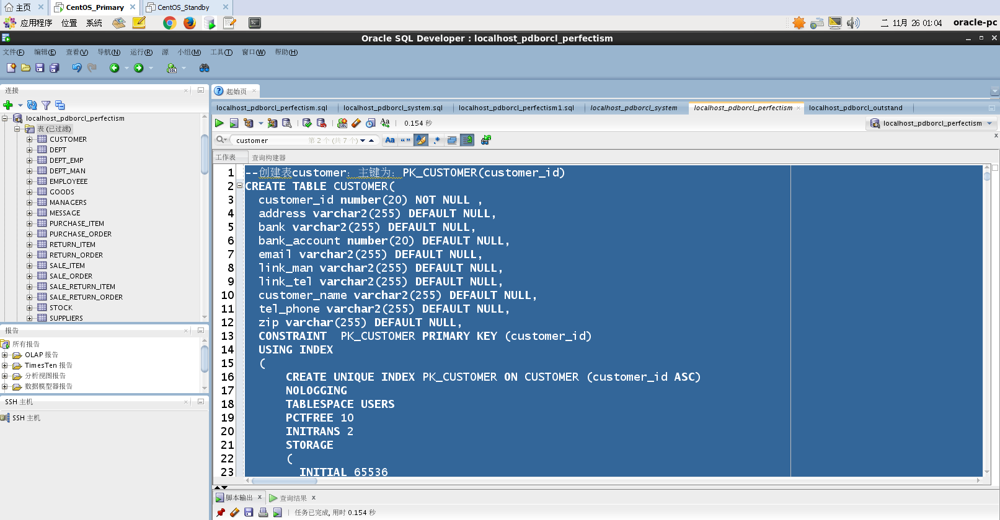 主页 × CentOS_Primary × CentOS_Standby ×
应用程序 位置 系统 二 11月 26 01:04 oracle-pc
Oracle SQL Developer : localhost_pdborcl_perfectism
文件(F) 编辑(E) 查看(V) 导航(N) 运行(R) 源 小组(M) 工具(T) 窗口(W) 帮助(H)
连接
localhost_pdborcl_perfectism
表 (已过滤)
CUSTOMER
DEPT
DEPT_EMP
DEPT_MAN
EMPLOYEEE
GOODS
MANAGERS
MESSAGE
PURCHASE_ITEM
PURCHASE_ORDER
RETURN_ITEM
RETURN_ORDER
SALE_ITEM
SALE_ORDER
SALE_RETURN_ITEM
SALE_RETURN_ORDER
STOCK
SUPPLIERS
报告
所有报告
OLAP 报告
TimesTen 报告
分析视图报告
数据模型器报告
SSH 主机
SSH 主机
起始页
localhost_pdborcl_perfectism.sql localhost_pdborcl_system.sql localhost_pdborcl_perfectism1.sql localhost_pdborcl_system localhost_pdborcl_perfectism localhost_pdborcl_outstand
0.154 秒 localhost_pdborcl_perfectism
customer 第 2 个 (共 7 个) Aa “” .*
工作表 查询构建器
1 --创建表customer; 主键为: PK_CUSTOMER(customer_id)
2 CREATE TABLE CUSTOMER(
3 customer_id number(20) NOT NULL ,
4 address varchar2(255) DEFAULT NULL,
5 bank varchar2(255) DEFAULT NULL,
6 bank_account number(20) DEFAULT NULL,
7 email varchar2(255) DEFAULT NULL,
8 link_man varchar2(255) DEFAULT NULL,
9 link_tel varchar2(255) DEFAULT NULL,
10 customer_name varchar2(255) DEFAULT NULL,
11 tel_phone varchar2(255) DEFAULT NULL,
12 zip varchar(255) DEFAULT NULL,
13 CONSTRAINT PK_CUSTOMER PRIMARY KEY (customer_id)
14 USING INDEX
15 (
16 CREATE UNIQUE INDEX PK_CUSTOMER ON CUSTOMER (customer_id ASC)
17 NOLOGGING
18 TABLESPACE USERS
19 PCTFREE 10
20 INITRANS 2
21 STORAGE
22 (
23 INITIAL 65536
脚本输出 × 查询结果 ×
任务已完成, 用时 0.154 秒